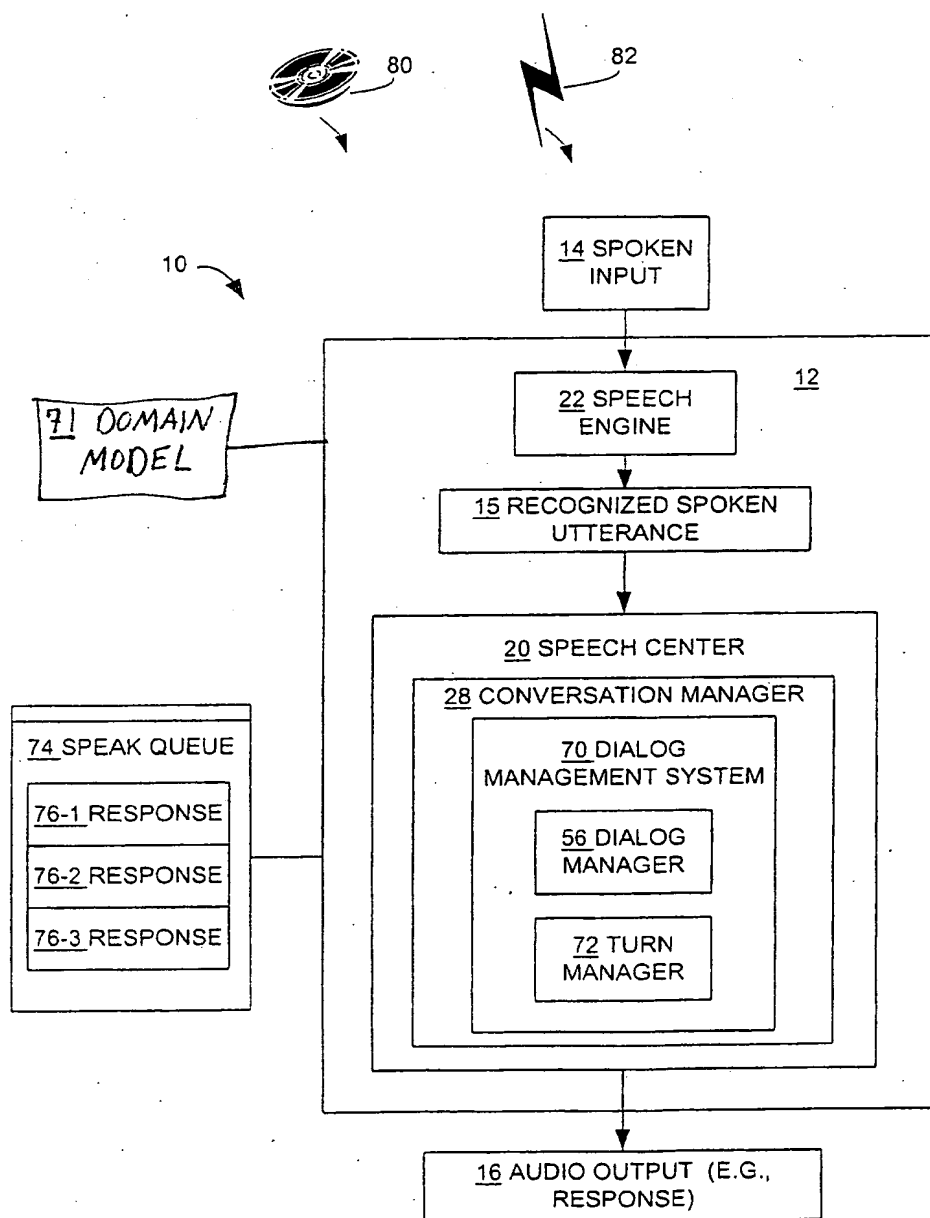 80
82
14 SPOKEN
INPUT
10
12
22 SPEECH
ENGINE
71 DOMAIN
MODEL
15 RECOGNIZED SPOKEN
UTTERANCE
20 SPEECH CENTER
28 CONVERSATION MANAGER
74 SPEAK QUEUE
76-1 RESPONSE
76-2 RESPONSE
76-3 RESPONSE
70 DIALOG
MANAGEMENT SYSTEM
56 DIALOG
MANAGER
72 TURN
MANAGER
16 AUDIO OUTPUT (E.G.,
RESPONSE)